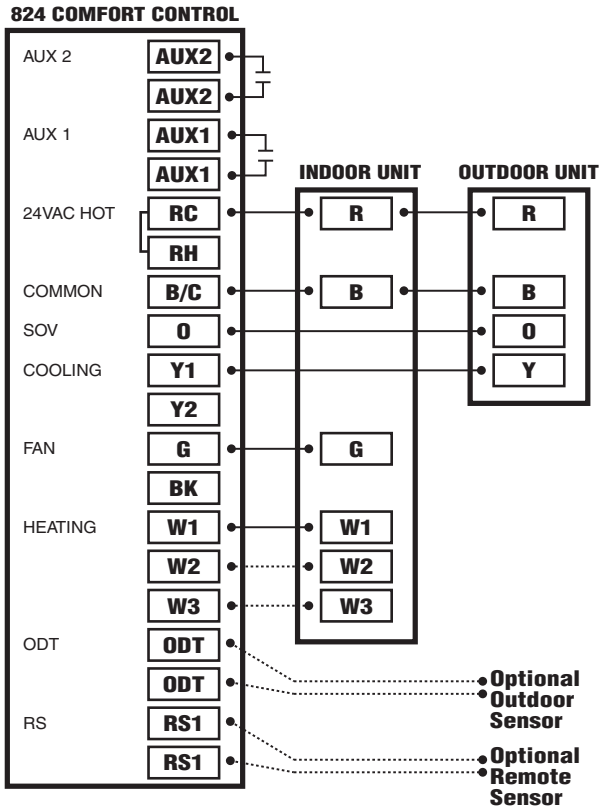 824 COMFORT CONTROL
AUX 2 AUX2
AUX2
AUX 1 AUX1
AUX1
INDOOR UNIT OUTDOOR UNIT
24VAC HOT RC R R
RH
COMMON B/C B B
SOV O O
COOLING Y1 Y
Y2
FAN G G
BK
HEATING W1 W1
W2 W2
W3 W3
ODT ODT
ODT
Optional
Outdoor
Sensor
RS RS1
RS1
Optional
Remote
Sensor